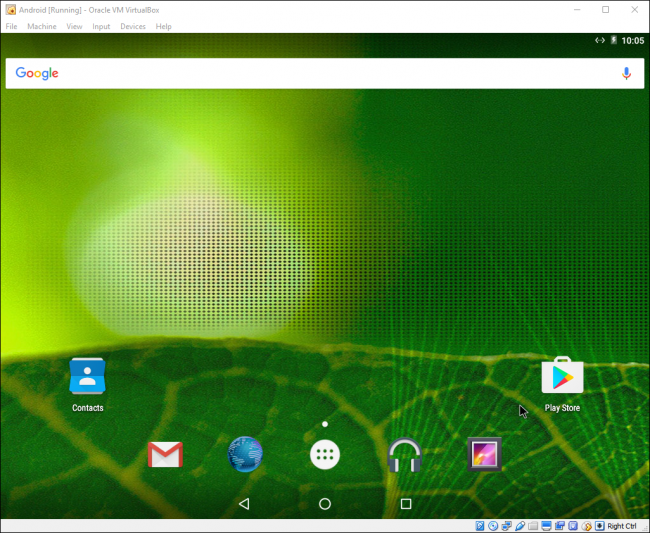 Android [Running] - Oracle VM VirtualBox
File Machine View Input Devices Help
10:05
Google
Contacts
Play Store
Right Ctrl